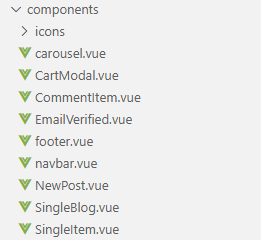 components
icons
carousel.vue
CartModal.vue
CommentItem.vue
EmailVerified.vue
footer.vue
navbar.vue
NewPost.vue
SingleBlog.vue
SingleItem.vue